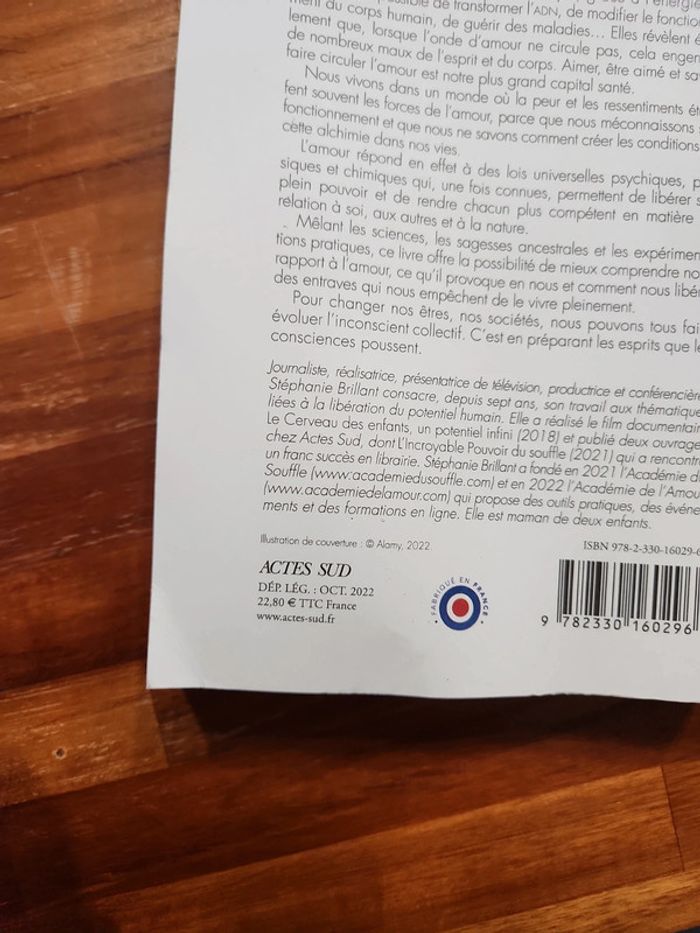 de transformer l'ADN, de modifier le fonction
ment du corps humain, de guérir des maladies... Elles révèlent é
lement que, lorsque l'onde d'amour ne circule pas, cela engen
de nombreux maux de l'esprit et du corps. Aimer, être aimé et sav
faire circuler l'amour est notre plus grand capital santé.
Nous vivons dans un monde où la peur et les ressentiments ét
fent souvent les forces de l'amour, parce que nous méconnaissons
fonctionnement et que nous ne savons comment créer les conditions
cette alchimie dans nos vies.
L'amour répond en effet à des lois universelles psychiques, p
siques et chimiques qui, une fois connues, permettent de libérer s
plein pouvoir et de rendre chacun plus compétent en matière
relation à soi, aux autres et à la nature.
Mêlant les sciences, les sagesses ancestrales et les expérimen
tions pratiques, ce livre offre la possibilité de mieux comprendre no
rapport à l'amour, ce qu'il provoque en nous et comment nous libé
des entraves qui nous empêchent de le vivre pleinement.
Pour changer nos êtres, nos sociétés, nous pouvons tous fai
évoluer l'inconscient collectif. C'est en préparant les esprits que le
consciences poussent.
Journaliste, réalisatrice, présentatrice de télévision, productrice et conférencière
Stéphanie Brillant consacre, depuis sept ans, son travail aux thématique
liées à la libération du potentiel humain. Elle a réalisé le film documentair
Le Cerveau des enfants, un potentiel infini (2018) et publié deux ouvrage
chez Actes Sud, dont L'Incroyable Pouvoir du souffle (2021) qui a rencontr
un franc succès en librairie. Stéphanie Brillant a fondé en 2021 l'Académie du
Souffle (www.academiedusouffle.com) et en 2022 l'Académie de l'Amou
(www.academiedelamour.com) qui propose des outils pratiques, des événe
ments et des formations en ligne. Elle est maman de deux enfants.
Illustration de couverture : © Alamy, 2022
ACTES SUD
DÉP. LÉG. : OCT. 2022
22,80 € TTC France
www.actes-sud.fr
FABRIQUÉ EN FRANCE
ISBN 978-2-330-16029-6
9 782330 160296